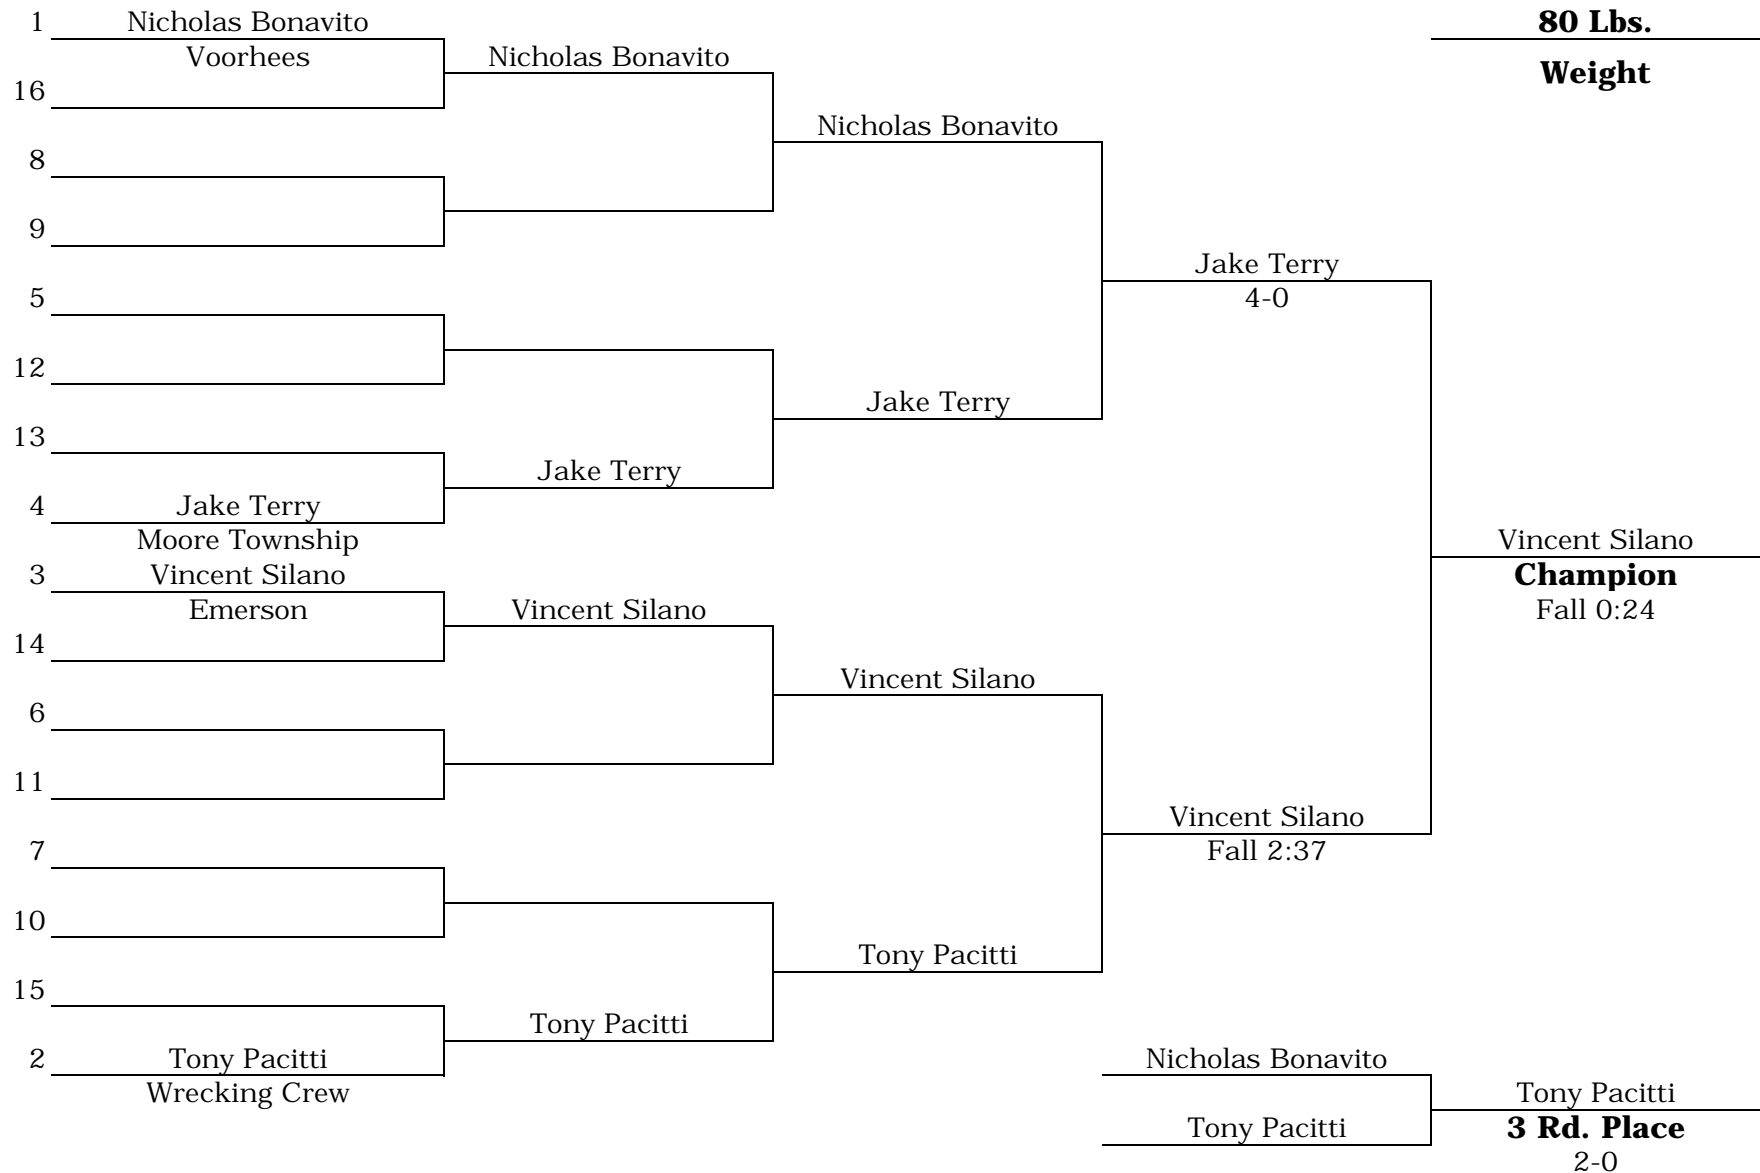 1 Nicholas Bonavito 80 Lbs.
Voorhees Nicholas Bonavito
Weight
16
Nicholas Bonavito
8
9
Jake Terry
5 4-0
12
Jake Terry
13
Jake Terry
4 Jake Terry
Moore Township Vincent Silano
3 Vincent Silano Champion
Emerson Vincent Silano Fall 0:24
14
Vincent Silano
6
11
Vincent Silano
7 Fall 2:37
10
Tony Pacitti
15
Tony Pacitti
2 Tony Pacitti Nicholas Bonavito
Wrecking Crew Tony Pacitti
Tony Pacitti 3 Rd. Place
2-0